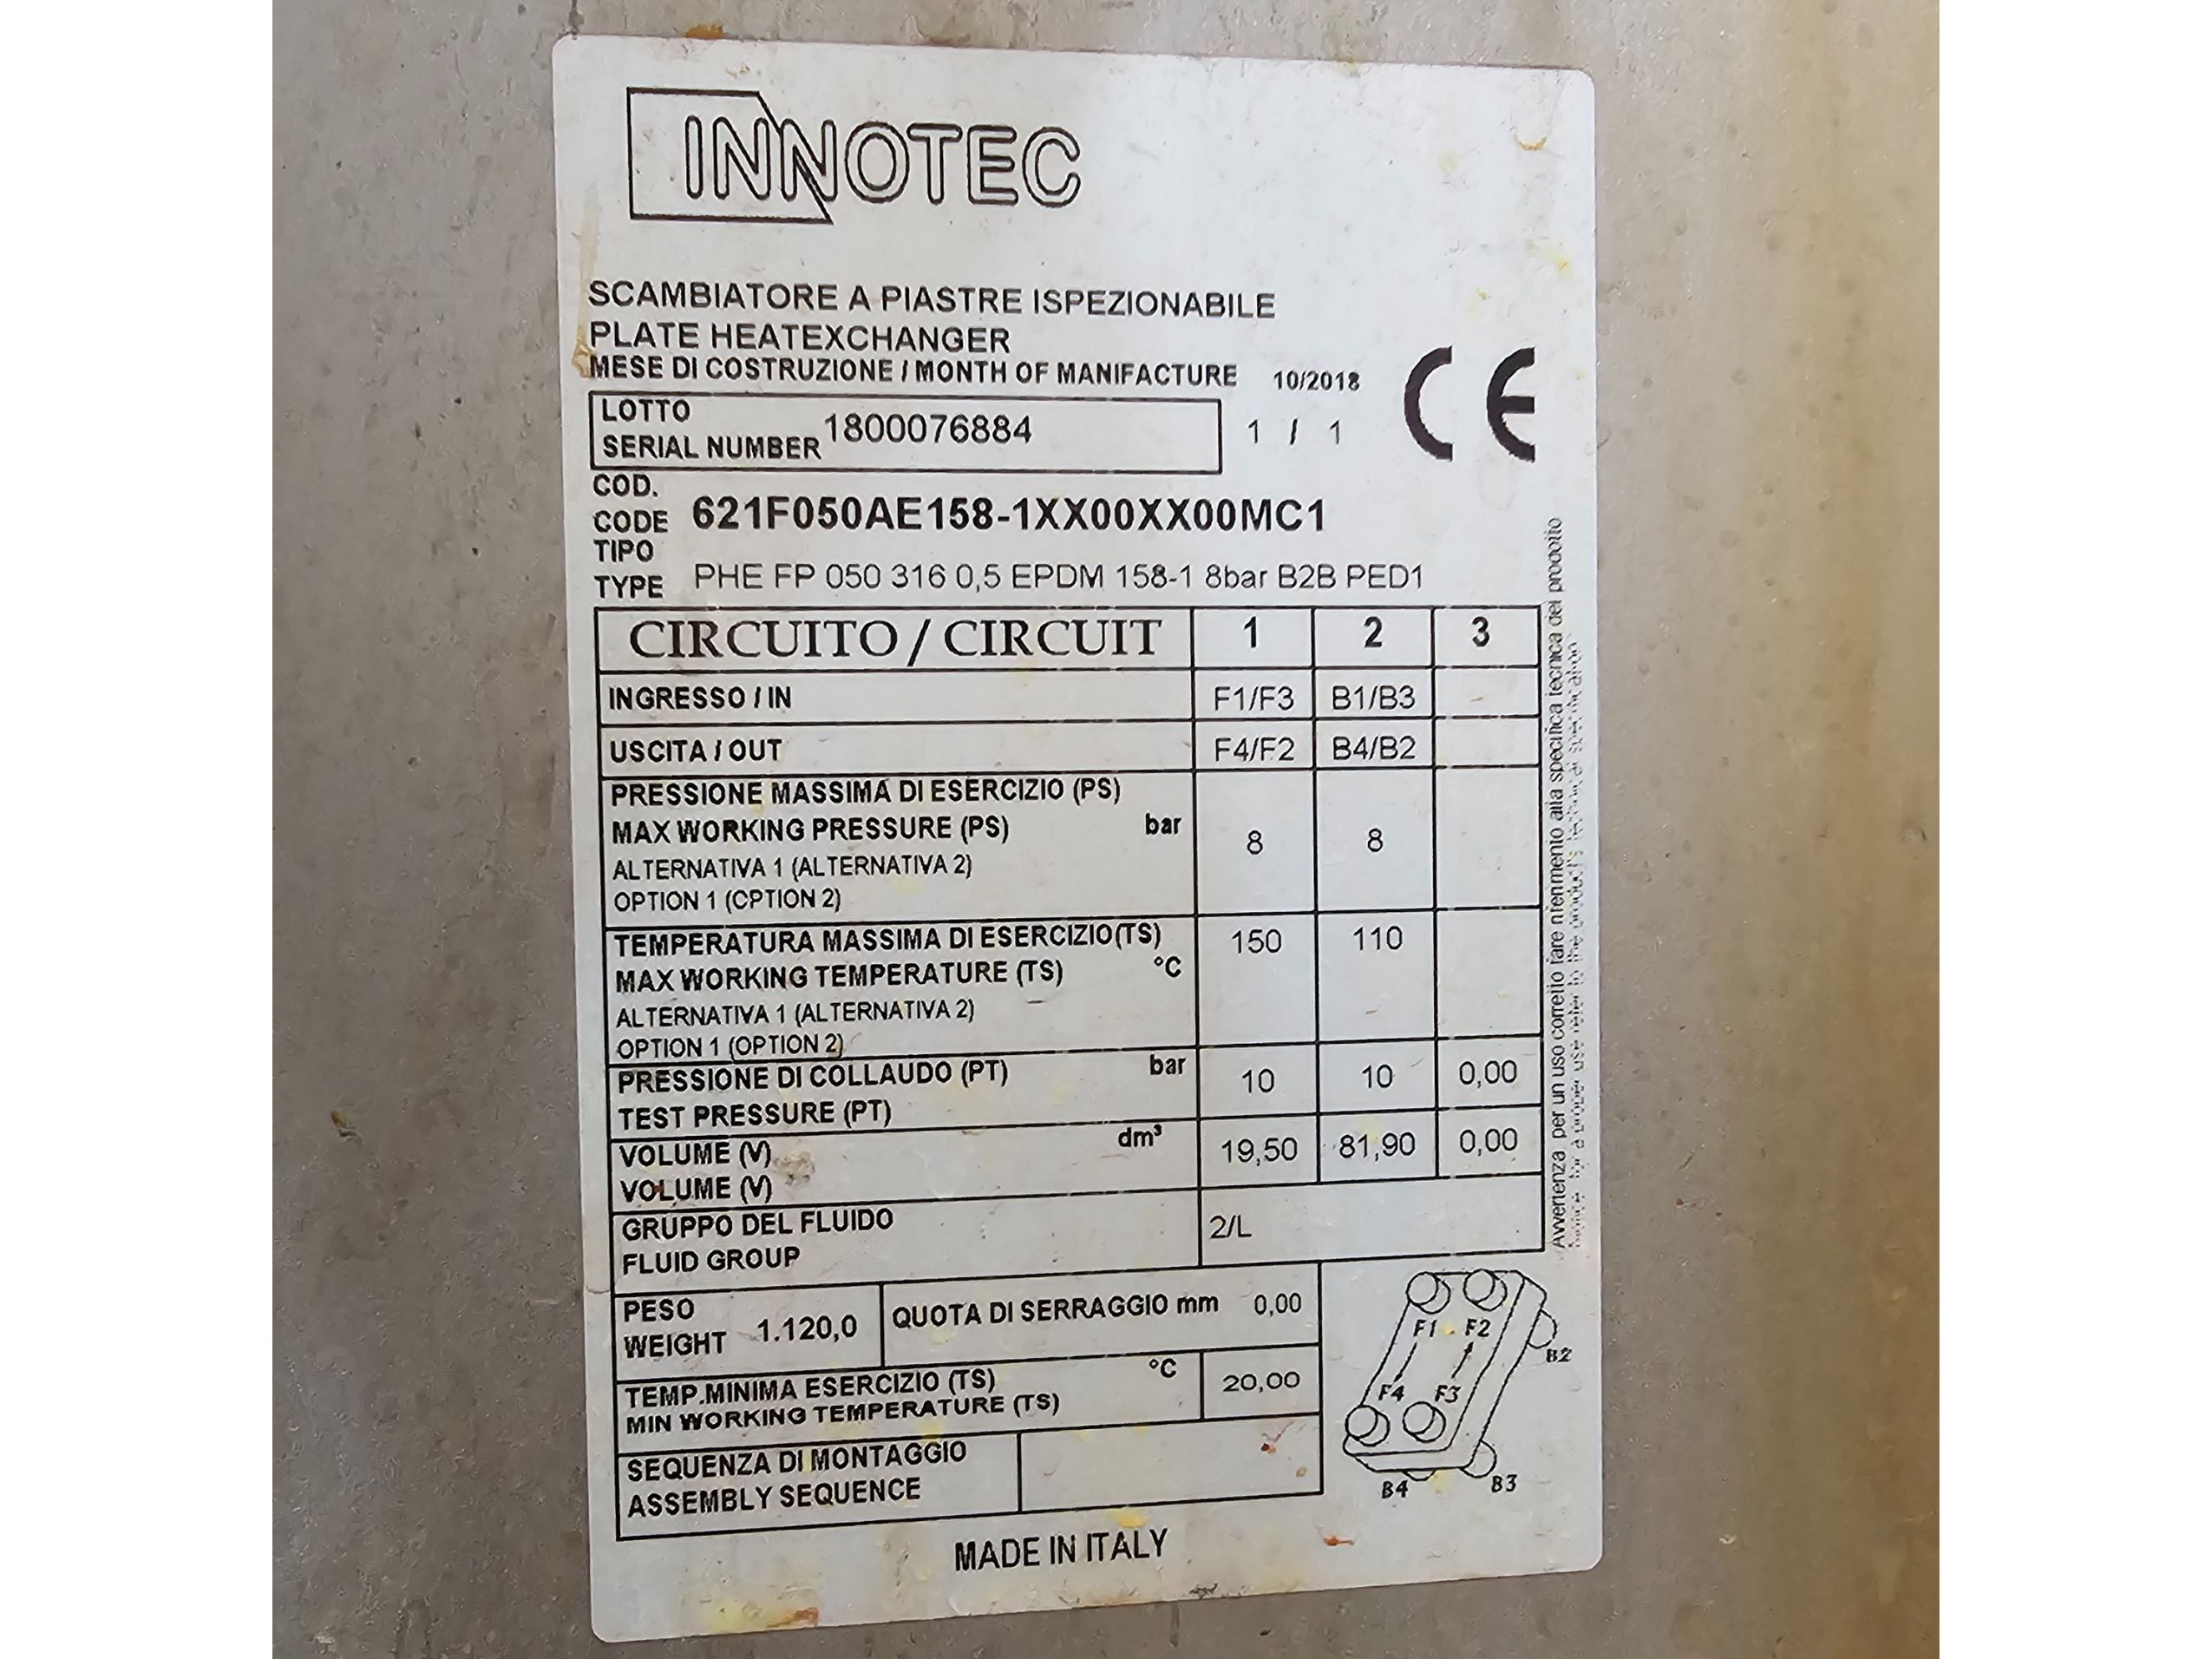 INNOTEC
SCAMBIATORE A PIASTRE ISPEZIONABILE
PLATE HEATEXCHANGER
MESE DI COSTRUZIONE / MONTH OF MANIFACTURE 10/2018
CE
LOTTO
SERIAL NUMBER 1800076884 1 / 1
COD.
CODE 621F050AE158-1XX00XX00MC1
TIPO
TYPE PHE FP 050 316 0,5 EPDM 158-1 8bar B2B PED1
CIRCUITO / CIRCUIT 1 2 3
INGRESSO / IN F1/F3 B1/B3 -
USCITA / OUT F4/F2 B4/B2
PRESSIONE MASSIMA DI ESERCIZIO (PS)
MAX WORKING PRESSURE (PS) bar 8 8
ALTERNATIVA 1 (ALTERNATIVA 2)
OPTION 1 (OPTION 2)
TEMPERATURA MASSIMA DI ESERCIZIO(TS) 150 110
MAX WORKING TEMPERATURE (TS) °C
ALTERNATIVA 1 (ALTERNATIVA 2)
OPTION 1 (OPTION 2)
PRESSIONE DI COLLAUDO (PT) bar 10 10 0,00
TEST PRESSURE (PT)
VOLUME (V) dm³ 19,50 81,90 0,00
VOLUME (V)
GRUPPO DEL FLUIDO 2/L
FLUID GROUP
PESO
WEIGHT 1.120,0 QUOTA DI SERRAGGIO mm 0,00
TEMP.MINIMA ESERCIZIO (TS) °C 20,00
MIN WORKING TEMPERATURE (TS)
SEQUENZA DI MONTAGGIO
ASSEMBLY SEQUENCE
F1 F2
B2
F4 F3
B4 B3
MADE IN ITALY
Avvertenza per un uso corretto fare riferimento alla specifica tecnica del prodotto